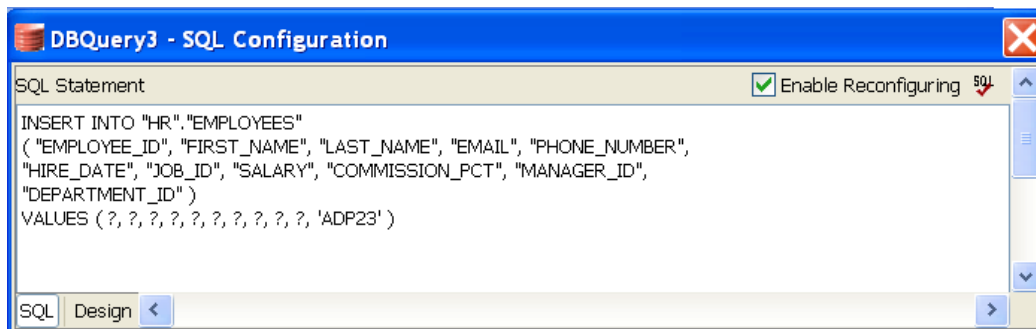 DBQuery3 - SQL Configuration
SQL Statement
Enable Reconfiguring SQL
INSERT INTO "HR"."EMPLOYEES"
( "EMPLOYEE_ID", "FIRST_NAME", "LAST_NAME", "EMAIL", "PHONE_NUMBER",
"HIRE_DATE", "JOB_ID", "SALARY", "COMMISSION_PCT", "MANAGER_ID",
"DEPARTMENT_ID" )
VALUES ( ?, ?, ?, ?, ?, ?, ?, ?, ?, ?, 'ADP23' )
SQL Design